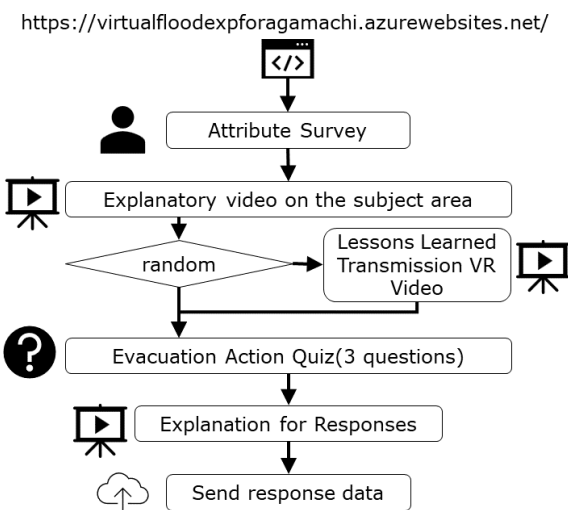 https://virtualfloodexpforagamachi.azurewebsites.net/
</>
Attribute Survey
Explanatory video on the subject area
random
Lessons Learned
Transmission VR
Video
?
Evacuation Action Quiz(3 questions)
Explanation for Responses
Send response data